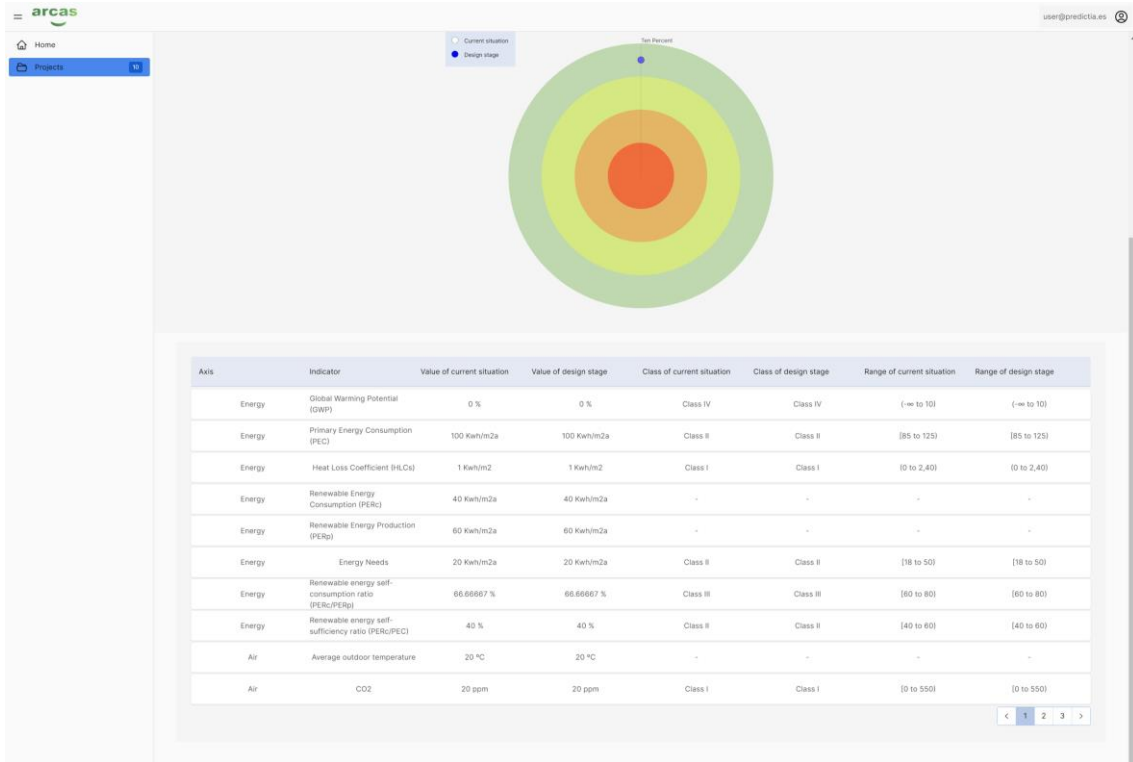 arcas
user@predictia.es
Home
Projects 10
Current situation
Design stage
Ten Percent
Axis Indicator Value of current situation Value of design stage Class of current situation Class of design stage Range of current situation Range of design stage
Energy Global Warming Potential (GWP) 0 % 0 % Class IV Class IV (-∞ to 10) (-∞ to 10)
Energy Primary Energy Consumption (PEC) 100 Kwh/m2a 100 Kwh/m2a Class II Class II [85 to 125) [85 to 125)
Energy Heat Loss Coefficient (HLCs) 1 Kwh/m2 1 Kwh/m2 Class I Class I (0 to 2,40) (0 to 2,40)
Energy Renewable Energy Consumption (PERc) 40 Kwh/m2a 40 Kwh/m2a - - - -
Energy Renewable Energy Production (PERp) 60 Kwh/m2a 60 Kwh/m2a - - - -
Energy Energy Needs 20 Kwh/m2a 20 Kwh/m2a Class II Class II [18 to 50) [18 to 50)
Energy Renewable energy self-consumption ratio (PERc/PERp) 66.66667 % 66.66667 % Class III Class III [60 to 80) [60 to 80)
Energy Renewable energy self-sufficiency ratio (PERc/PEC) 40 % 40 % Class II Class II [40 to 60) [40 to 60)
Air Average outdoor temperature 20 ºC 20 ºC - - - -
Air CO2 20 ppm 20 ppm Class I Class I [0 to 550) [0 to 550)
< 1 2 3 >